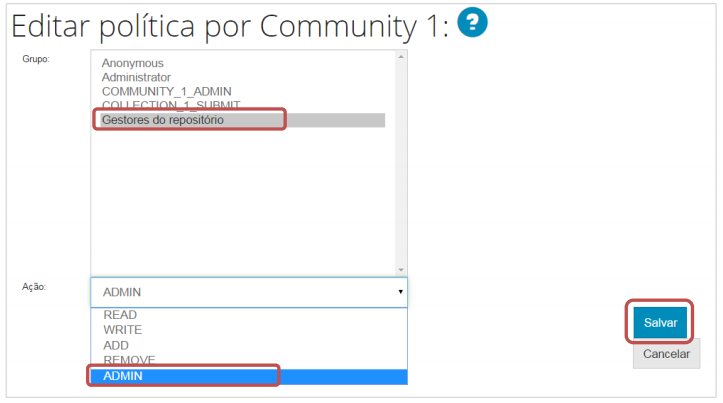 Editar política por Community 1: ?
Grupo:
Anonymous
Administrator
COMMUNITY_1_ADMIN
COLLECTION_1_SUBMIT
Gestores do repositório
Ação:
ADMIN
READ
WRITE
ADD
REMOVE
ADMIN
Salvar
Cancelar